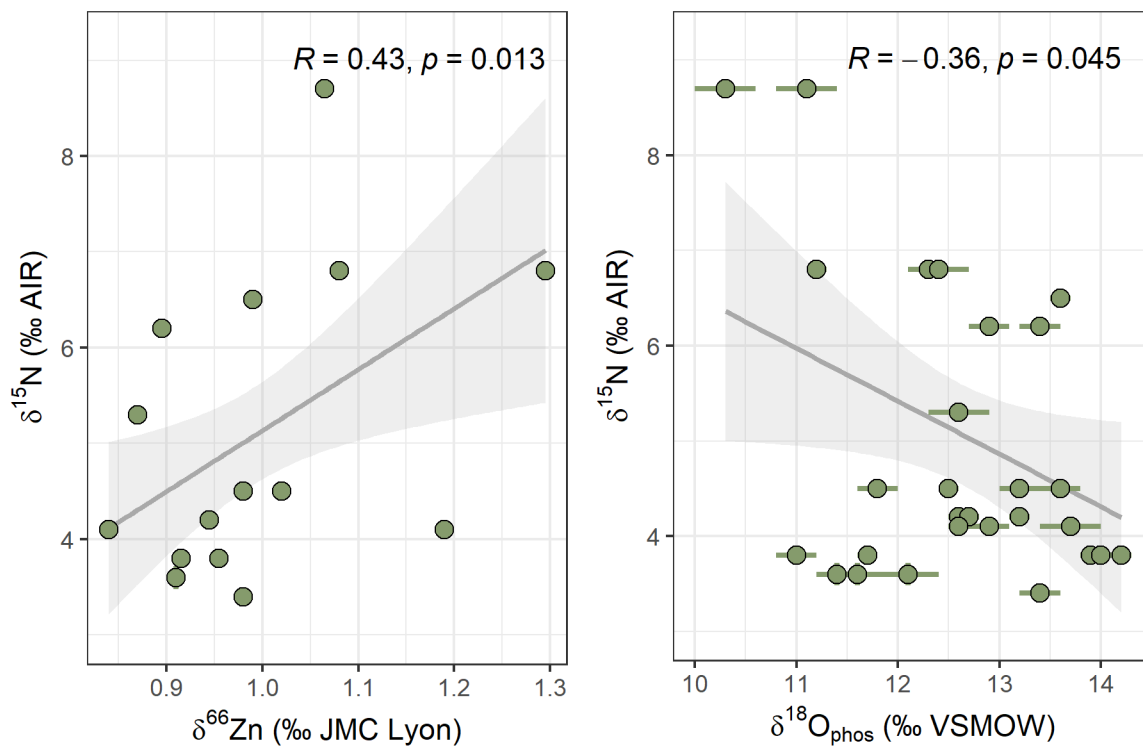 R = 0.43, p = 0.013
8
6
4
δ¹⁵N (‰ AIR)
0.9 1.0 1.1 1.2 1.3
δ⁶⁶Zn (‰ JMC Lyon)
R = −0.36, p = 0.045
8
6
4
δ¹⁵N (‰ AIR)
10 11 12 13 14
δ¹⁸Ophos (‰ VSMOW)